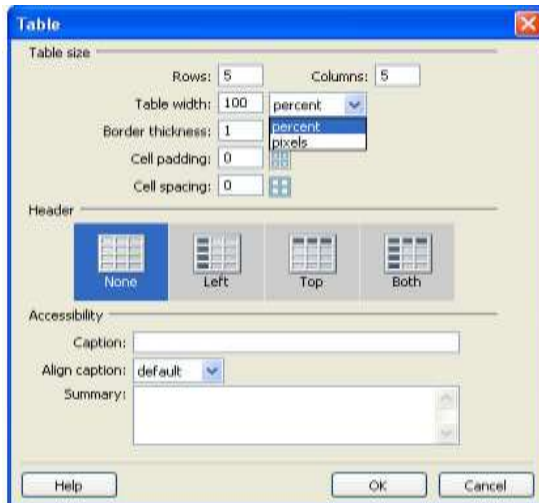 Table
Table size
Rows: 5 Columns: 5
Table width: 100 percent
percent
Border thickness: 1
pixels
Cell padding: 0
Cell spacing: 0
Header
None Left Top Both
Accessibility
Caption:
Align caption: default
Summary:
Help OK Cancel